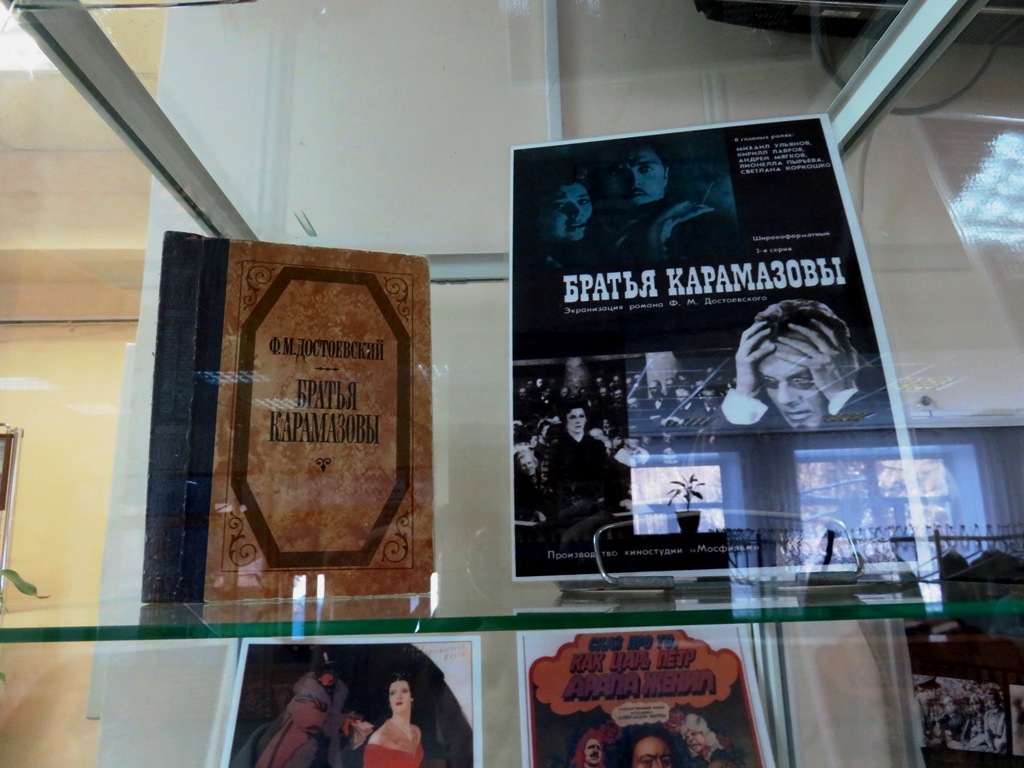 Ф.М.ДОСТОЕВСКИЙ
БРАТЬЯ
КАРАМАЗОВЫ
В главных ролях:
МИХАИЛ УЛЬЯНОВ,
КИРИЛЛ ЛАВРОВ,
АНДРЕЙ МЯГКОВ,
ЛИОНЕЛЛА ПЫРЬЕВА,
СВЕТЛАНА КОРКОШКО
Широкоформатный
1-я серия
БРАТЬЯ КАРАМАЗОВЫ
Экранизация романа Ф. М. Достоевского
Производство киностудии «Мосфильм»
СКАЗ ПРО ТО,
КАК ЦАРЬ ПЕТР
АРАПА ЖЕНИЛ